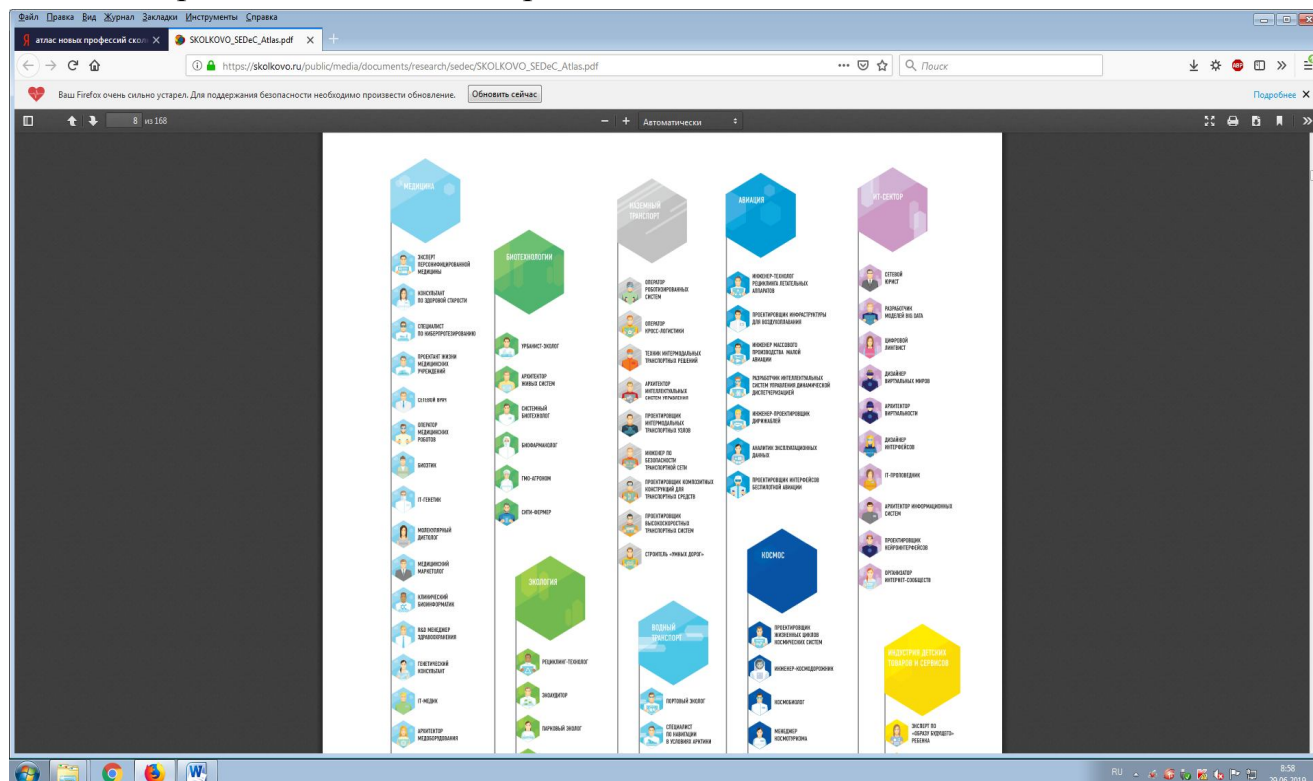 Файл Правка Вид Журнал Закладки Инструменты Справка
атлас новых профессий скол
SKOLKOVO_SEDeC_Atlas.pdf
https://skolkovo.ru/public/media/documents/research/sedec/SKOLKOVO_SEDeC_Atlas.pdf
Поиск
ABP
Ваш Firefox очень сильно устарел. Для поддержания безопасности необходимо произвести обновление.
Обновить сейчас
Подробнее
8 из 168
Автоматически
МЕДИЦИНА
ЭКСПЕРТ
ПЕРСОНИФИЦИРОВАННОЙ
МЕДИЦИНЫ
КОНСУЛЬТАНТ
ПО ЗДОРОВОЙ СТАРОСТИ
СПЕЦИАЛИСТ
ПО КИБЕРПРОТЕЗИРОВАНИЮ
ПРОЕКТАНТ ЖИЗНИ
МЕДИЦИНСКИХ
УЧРЕЖДЕНИЙ
СЕТЕВОЙ ВРАЧ
ОПЕРАТОР
МЕДИЦИНСКИХ
РОБОТОВ
БИОЭТИК
IT-ГЕНЕТИК
МОЛЕКУЛЯРНЫЙ
ДИЕТОЛОГ
МЕДИЦИНСКИЙ
МАРКЕТОЛОГ
КЛИНИЧЕСКИЙ
БИОИНФОРМАТИК
R&D МЕНЕДЖЕР
ЗДРАВООХРАНЕНИЯ
ГЕНЕТИЧЕСКИЙ
КОНСУЛЬТАНТ
IT-МЕДИК
АРХИТЕКТОР
МЕДОБОРУДОВАНИЯ
БИОТЕХНОЛОГИИ
УРБАНИСТ-ЭКОЛОГ
АРХИТЕКТОР
ЖИВЫХ СИСТЕМ
СИСТЕМНЫЙ
БИОТЕХНОЛОГ
БИОФАРМАКОЛОГ
ГМО-АГРОНОМ
СИТИ-ФЕРМЕР
ЭКОЛОГИЯ
РЕЦИКЛИНГ-ТЕХНОЛОГ
ЭКОАУДИТОР
ПАРКОВЫЙ ЭКОЛОГ
НАЗЕМНЫЙ
ТРАНСПОРТ
ОПЕРАТОР
РОБОТИЗИРОВАННЫХ
СИСТЕМ
ОПЕРАТОР
КРОСС-ЛОГИСТИКИ
ТЕХНИК ИНТЕРМОДАЛЬНЫХ
ТРАНСПОРТНЫХ РЕШЕНИЙ
АРХИТЕКТОР
ИНТЕЛЛЕКТУАЛЬНЫХ
СИСТЕМ УПРАВЛЕНИЯ
ПРОЕКТИРОВЩИК
ИНТЕРМОДАЛЬНЫХ
ТРАНСПОРТНЫХ УЗЛОВ
ИНЖЕНЕР ПО
БЕЗОПАСНОСТИ
ТРАНСПОРТНОЙ СЕТИ
ПРОЕКТИРОВЩИК КОМПОЗИТНЫХ
КОНСТРУКЦИЙ ДЛЯ
ТРАНСПОРТНЫХ СРЕДСТВ
ПРОЕКТИРОВЩИК
ВЫСОКОСКОРОСТНЫХ
ТРАНСПОРТНЫХ СИСТЕМ
СТРОИТЕЛЬ «УМНЫХ ДОРОГ»
ВОДНЫЙ
ТРАНСПОРТ
ПОРТОВЫЙ ЭКОЛОГ
СПЕЦИАЛИСТ
ПО НАВИГАЦИИ
В УСЛОВИЯХ АРКТИКИ
АВИАЦИЯ
ИНЖЕНЕР-ТЕХНОЛОГ
РЕЦИКЛИНГА ЛЕТАТЕЛЬНЫХ
АППАРАТОВ
ПРОЕКТИРОВЩИК ИНФРАСТРУКТУРЫ
ДЛЯ ВОЗДУХОПЛАВАНИЯ
ИНЖЕНЕР МАССОВОГО
ПРОИЗВОДСТВА МАЛОЙ
АВИАЦИИ
РАЗРАБОТЧИК ИНТЕЛЛЕКТУАЛЬНЫХ
СИСТЕМ УПРАВЛЕНИЯ ДИНАМИЧЕСКОЙ
ДИСПЕТЧЕРИЗАЦИЕЙ
ИНЖЕНЕР-ПРОЕКТИРОВЩИК
ДИРИЖАБЛЕЙ
АНАЛИТИК ЭКСПЛУАТАЦИОННЫХ
ДАННЫХ
ПРОЕКТИРОВЩИК ИНТЕРФЕЙСОВ
БЕСПИЛОТНОЙ АВИАЦИИ
КОСМОС
ПРОЕКТИРОВЩИК
ЖИЗНЕННЫХ ЦИКЛОВ
КОСМИЧЕСКИХ СИСТЕМ
ИНЖЕНЕР-КОСМОДОРОЖНИК
КОСМОБИОЛОГ
МЕНЕДЖЕР
КОСМОТУРИЗМА
ИТ-СЕКТОР
СЕТЕВОЙ
ЮРИСТ
РАЗРАБОТЧИК
МОДЕЛЕЙ BIG DATA
ЦИФРОВОЙ
ЛИНГВИСТ
ДИЗАЙНЕР
ВИРТУАЛЬНЫХ МИРОВ
АРХИТЕКТОР
ВИРТУАЛЬНОСТИ
ДИЗАЙНЕР
ИНТЕРФЕЙСОВ
IT-ПРОПОВЕДНИК
АРХИТЕКТОР ИНФОРМАЦИОННЫХ
СИСТЕМ
ПРОЕКТИРОВЩИК
НЕЙРОИНТЕРФЕЙСОВ
ОРГАНИЗАТОР
ИНТЕРНЕТ-СООБЩЕСТВ
ИНДУСТРИЯ ДЕТСКИХ
ТОВАРОВ И СЕРВИСОВ
ЭКСПЕРТ ПО
«ОБРАЗУ БУДУЩЕГО»
РЕБЕНКА
RU
8:58
29.06.2019